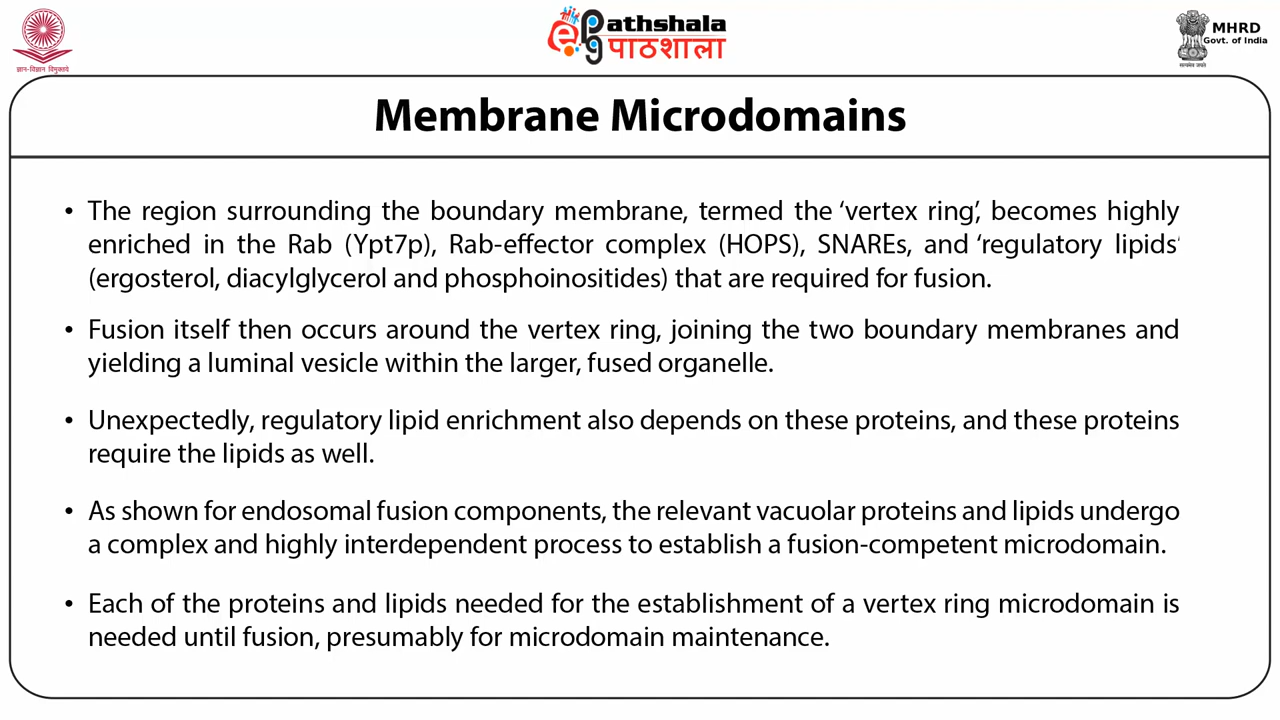 ज्ञान-विज्ञान विमुक्तये
ePG athshala
पाठशाला
MHRD
Govt. of India
सत्यमेव जयते
Membrane Microdomains
• The region surrounding the boundary membrane, termed the ‘vertex ring’, becomes highly
enriched in the Rab (Ypt7p), Rab-effector complex (HOPS), SNAREs, and ‘regulatory lipids‘
(ergosterol, diacylglycerol and phosphoinositides) that are required for fusion.
• Fusion itself then occurs around the vertex ring, joining the two boundary membranes and
yielding a luminal vesicle within the larger, fused organelle.
• Unexpectedly, regulatory lipid enrichment also depends on these proteins, and these proteins
require the lipids as well.
• As shown for endosomal fusion components, the relevant vacuolar proteins and lipids undergo
a complex and highly interdependent process to establish a fusion-competent microdomain.
• Each of the proteins and lipids needed for the establishment of a vertex ring microdomain is
needed until fusion, presumably for microdomain maintenance.